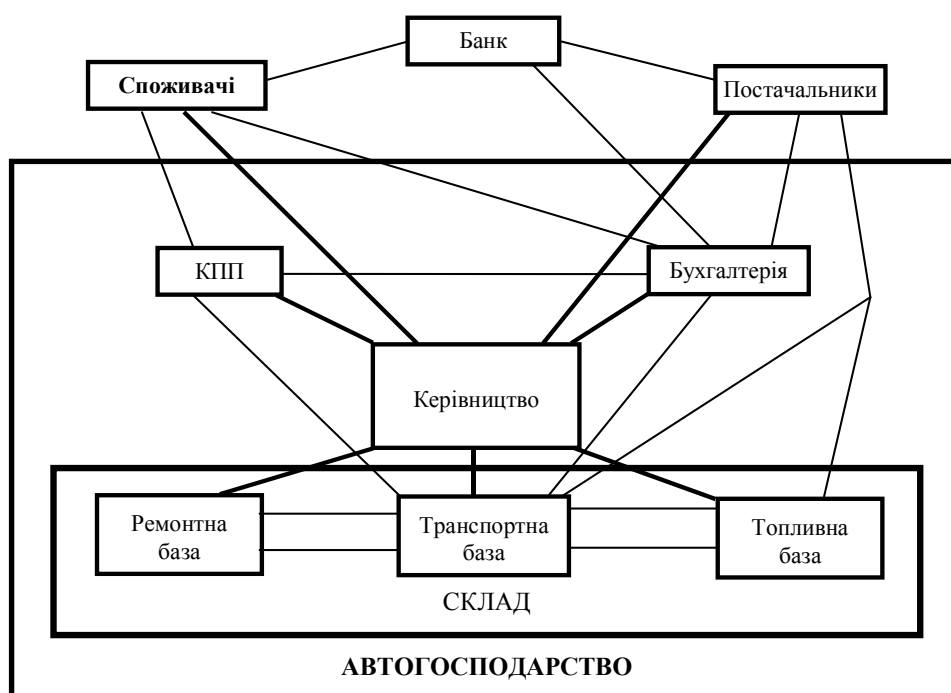 Банк
Споживачі
Постачальники
КПП
Бухгалтерія
Керівництво
Ремонтна
база
Транспортна
база
Топливна
база
СКЛАД
АВТОГОСПОДАРСТВО